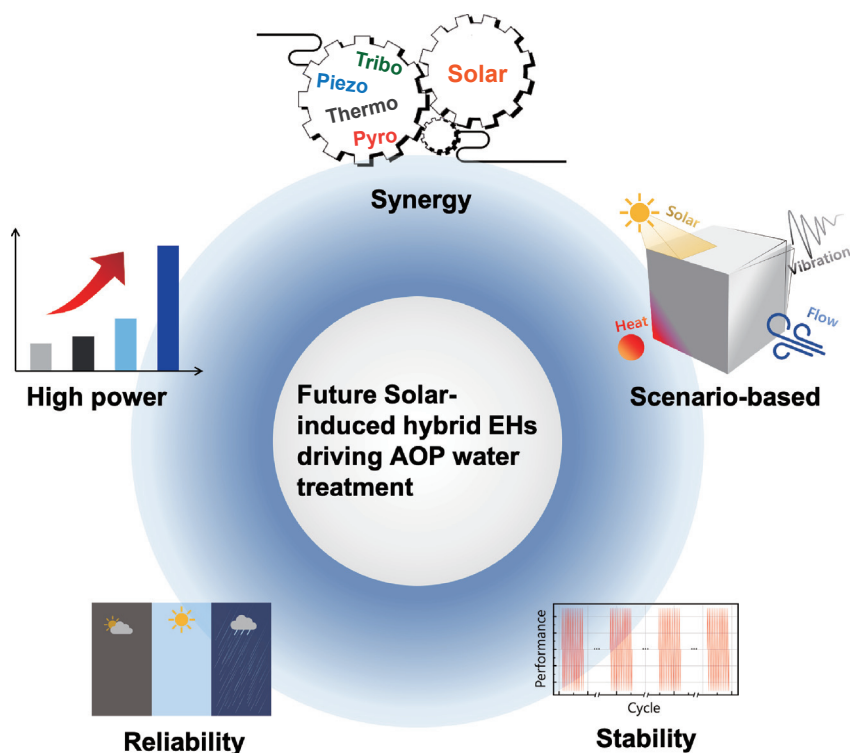 Tribo
Piezo
Thermo
Pyro
Solar
Synergy
Solar
Vibration
Heat
Flow
High power
Scenario-based
Future Solar-
induced hybrid EHs
driving AOP water
treatment
Performance
...
...
...
Cycle
Reliability
Stability